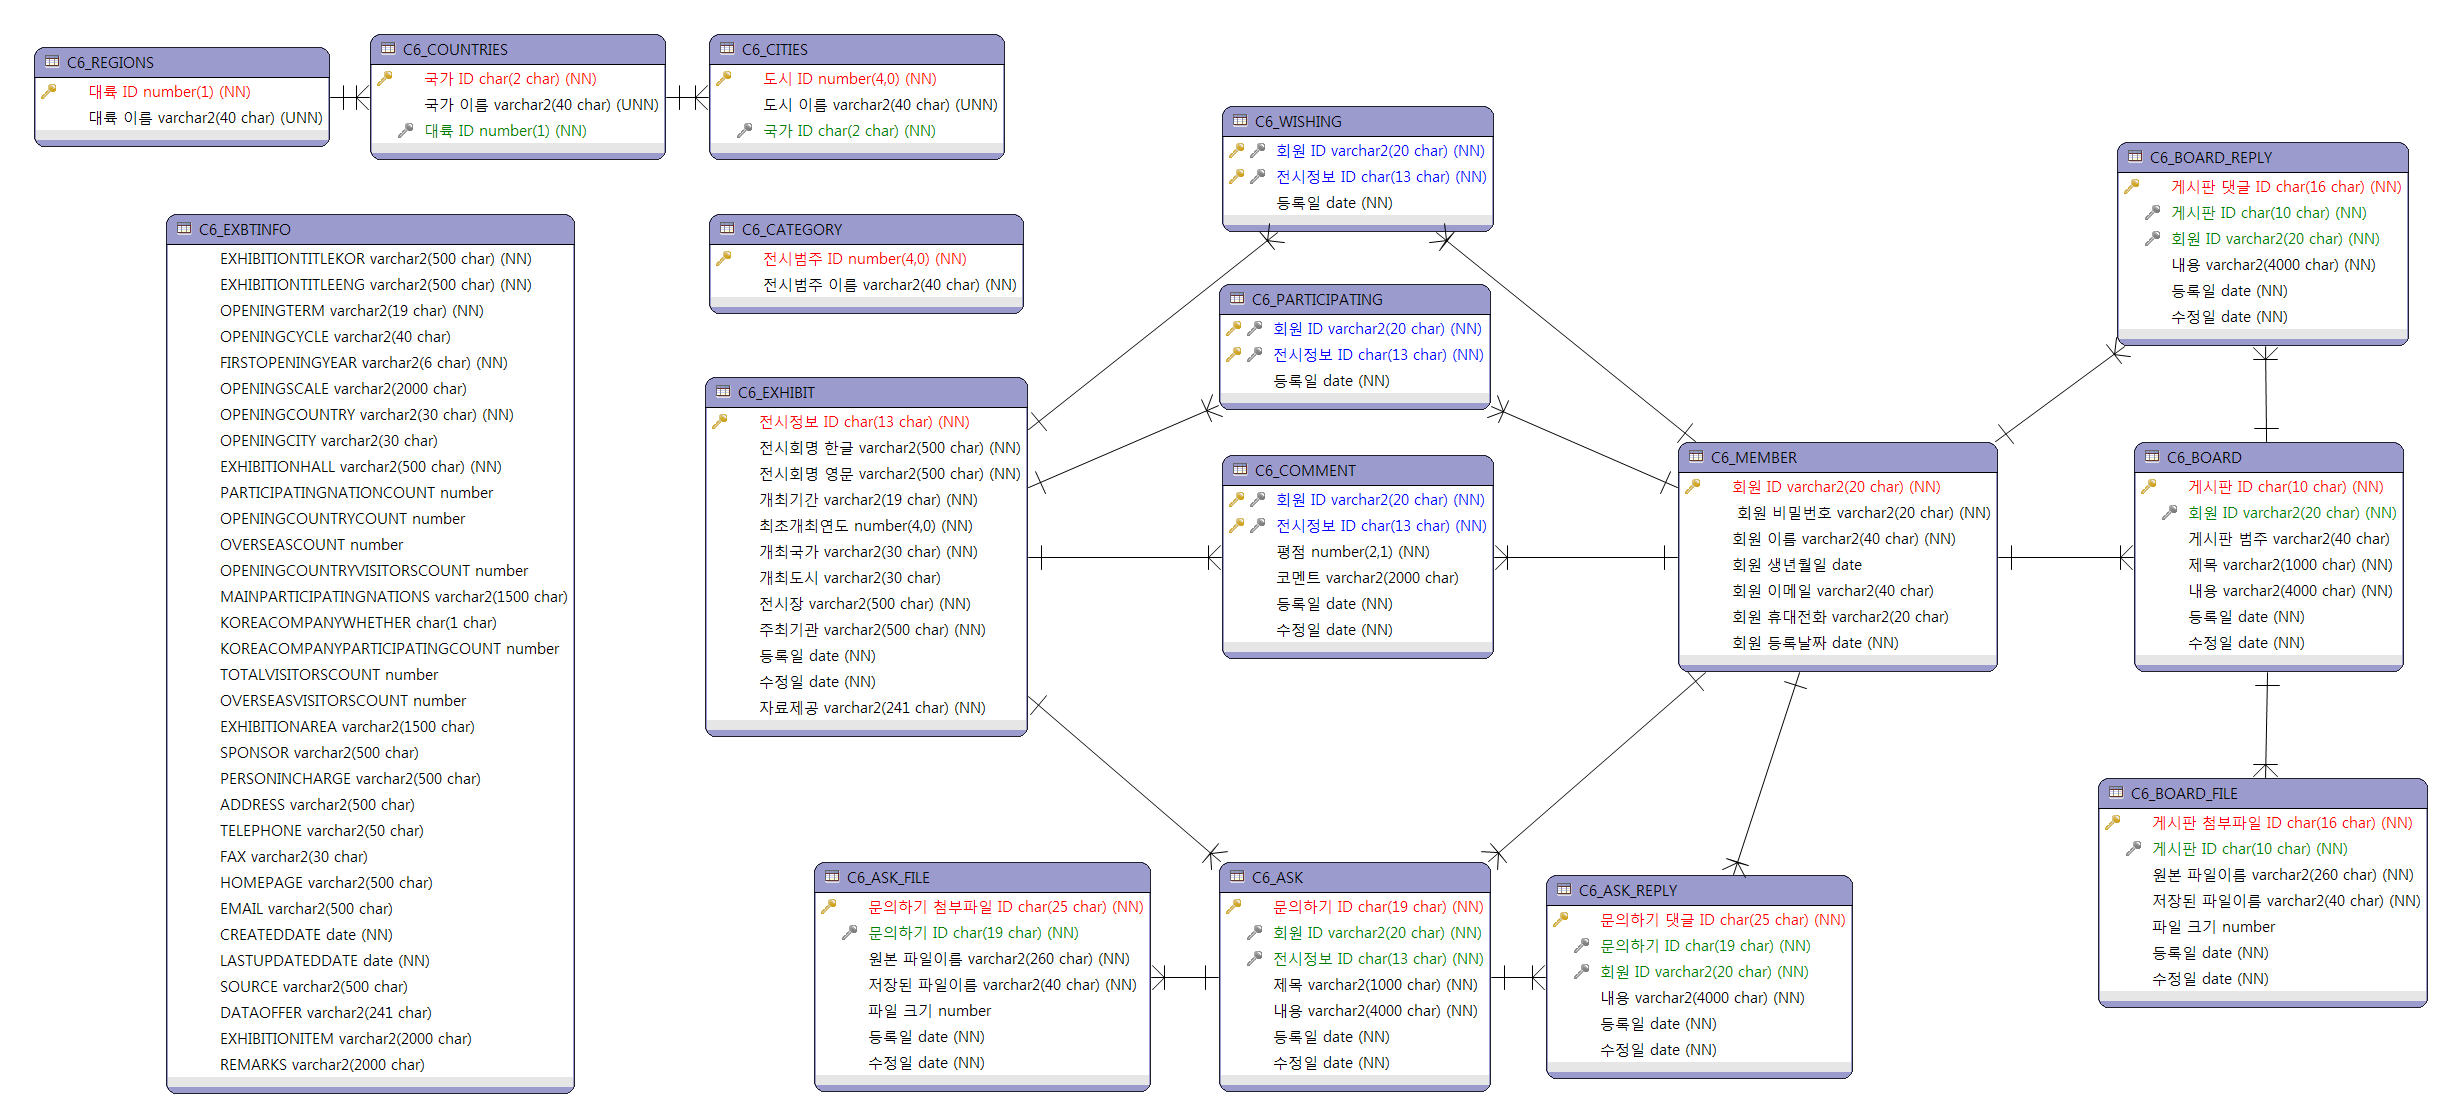 C6_REGIONS
대륙 ID number(1) (NN)
대륙 이름 varchar2(40 char) (UNN)
C6_COUNTRIES
국가 ID char(2 char) (NN)
국가 이름 varchar2(40 char) (UNN)
대륙 ID number(1) (NN)
C6_CITIES
도시 ID number(4,0) (NN)
도시 이름 varchar2(40 char) (UNN)
국가 ID char(2 char) (NN)
C6_EXBTINFO
EXHIBITIONTITLEKOR varchar2(500 char) (NN)
EXHIBITIONTITLEENG varchar2(500 char) (NN)
OPENINGTERM varchar2(19 char) (NN)
OPENINGCYCLE varchar2(40 char)
FIRSTOPENINGYEAR varchar2(6 char) (NN)
OPENINGSCALE varchar2(2000 char)
OPENINGCOUNTRY varchar2(30 char) (NN)
OPENINGCITY varchar2(30 char)
EXHIBITIONHALL varchar2(500 char) (NN)
PARTICIPATINGNATIONCOUNT number
OPENINGCOUNTRYCOUNT number
OVERSEASCOUNT number
OPENINGCOUNTRYVISITORSCOUNT number
MAINPARTICIPATINGNATIONS varchar2(1500 char)
KOREACOMPANYWHETHER char(1 char)
KOREACOMPANYPARTICIPATINGCOUNT number
TOTALVISITORSCOUNT number
OVERSEASVISITORSCOUNT number
EXHIBITIONAREA varchar2(1500 char)
SPONSOR varchar2(500 char)
PERSONINCHARGE varchar2(500 char)
ADDRESS varchar2(500 char)
TELEPHONE varchar2(50 char)
FAX varchar2(30 char)
HOMEPAGE varchar2(500 char)
EMAIL varchar2(500 char)
CREATEDDATE date (NN)
LASTUPDATEDDATE date (NN)
SOURCE varchar2(500 char)
DATAOFFER varchar2(241 char)
EXHIBITIONITEM varchar2(2000 char)
REMARKS varchar2(2000 char)
C6_CATEGORY
전시범주 ID number(4,0) (NN)
전시범주 이름 varchar2(40 char) (NN)
C6_EXHIBIT
전시정보 ID char(13 char) (NN)
전시회명 한글 varchar2(500 char) (NN)
전시회명 영문 varchar2(500 char) (NN)
개최기간 varchar2(19 char) (NN)
최초개최연도 number(4,0) (NN)
개최국가 varchar2(30 char) (NN)
개최도시 varchar2(30 char)
전시장 varchar2(500 char) (NN)
주최기관 varchar2(500 char) (NN)
등록일 date (NN)
수정일 date (NN)
자료제공 varchar2(241 char) (NN)
C6_WISHING
회원 ID varchar2(20 char) (NN)
전시정보 ID char(13 char) (NN)
등록일 date (NN)
C6_PARTICIPATING
회원 ID varchar2(20 char) (NN)
전시정보 ID char(13 char) (NN)
등록일 date (NN)
C6_COMMENT
회원 ID varchar2(20 char) (NN)
전시정보 ID char(13 char) (NN)
평점 number(2,1) (NN)
코멘트 varchar2(2000 char)
등록일 date (NN)
수정일 date (NN)
C6_MEMBER
회원 ID varchar2(20 char) (NN)
회원 비밀번호 varchar2(20 char) (NN)
회원 이름 varchar2(40 char) (NN)
회원 생년월일 date
회원 이메일 varchar2(40 char)
회원 휴대전화 varchar2(20 char)
회원 등록날짜 date (NN)
C6_BOARD_REPLY
게시판 댓글 ID char(16 char) (NN)
게시판 ID char(10 char) (NN)
회원 ID varchar2(20 char) (NN)
내용 varchar2(4000 char) (NN)
등록일 date (NN)
수정일 date (NN)
C6_BOARD
게시판 ID char(10 char) (NN)
회원 ID varchar2(20 char) (NN)
게시판 범주 varchar2(40 char)
제목 varchar2(1000 char) (NN)
내용 varchar2(4000 char) (NN)
등록일 date (NN)
수정일 date (NN)
C6_BOARD_FILE
게시판 첨부파일 ID char(16 char) (NN)
게시판 ID char(10 char) (NN)
원본 파일이름 varchar2(260 char) (NN)
저장된 파일이름 varchar2(40 char) (NN)
파일 크기 number
등록일 date (NN)
수정일 date (NN)
C6_ASK_FILE
문의하기 첨부파일 ID char(25 char) (NN)
문의하기 ID char(19 char) (NN)
원본 파일이름 varchar2(260 char) (NN)
저장된 파일이름 varchar2(40 char) (NN)
파일 크기 number
등록일 date (NN)
수정일 date (NN)
C6_ASK
문의하기 ID char(19 char) (NN)
회원 ID varchar2(20 char) (NN)
전시정보 ID char(13 char) (NN)
제목 varchar2(1000 char) (NN)
내용 varchar2(4000 char) (NN)
등록일 date (NN)
수정일 date (NN)
C6_ASK_REPLY
문의하기 댓글 ID char(25 char) (NN)
문의하기 ID char(19 char) (NN)
회원 ID varchar2(20 char) (NN)
내용 varchar2(4000 char) (NN)
등록일 date (NN)
수정일 date (NN)